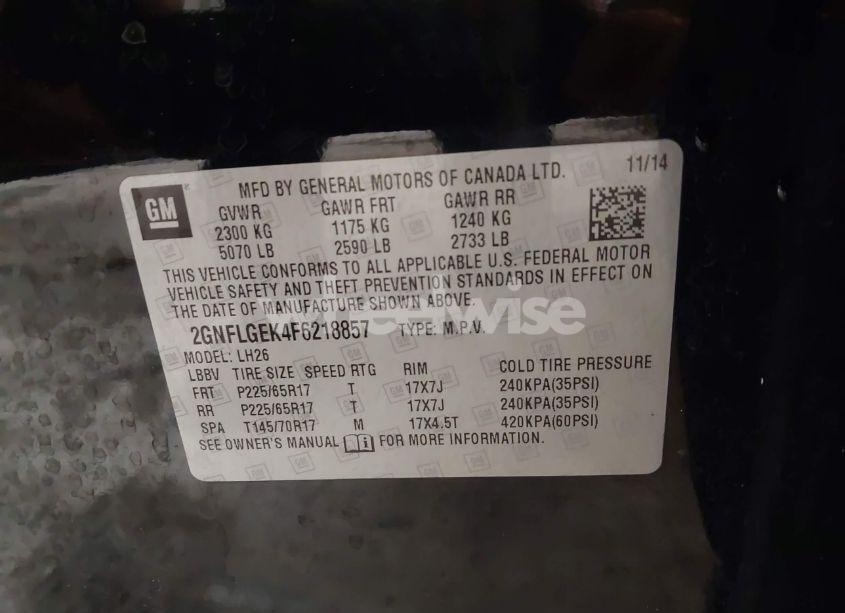 GM
MFD BY GENERAL MOTORS OF CANADA LTD. 11/14
GVWR GAWR FRT GAWR RR
2300 KG 1175 KG 1240 KG
5070 LB 2590 LB 2733 LB
THIS VEHICLE CONFORMS TO ALL APPLICABLE U.S. FEDERAL MOTOR
VEHICLE SAFETY AND THEFT PREVENTION STANDARDS IN EFFECT ON
THE DATE OF MANUFACTURE SHOWN ABOVE.
2GNFLGEK4F6218857 TYPE: M.P.V.
MODEL: LH26
LBBV TIRE SIZE SPEED RTG RIM COLD TIRE PRESSURE
FRT P225/65R17 T 17X7J 240KPA(35PSI)
RR P225/65R17 T 17X7J 240KPA(35PSI)
SPA T145/70R17 M 17X4.5T 420KPA(60PSI)
SEE OWNER'S MANUAL FOR MORE INFORMATION.